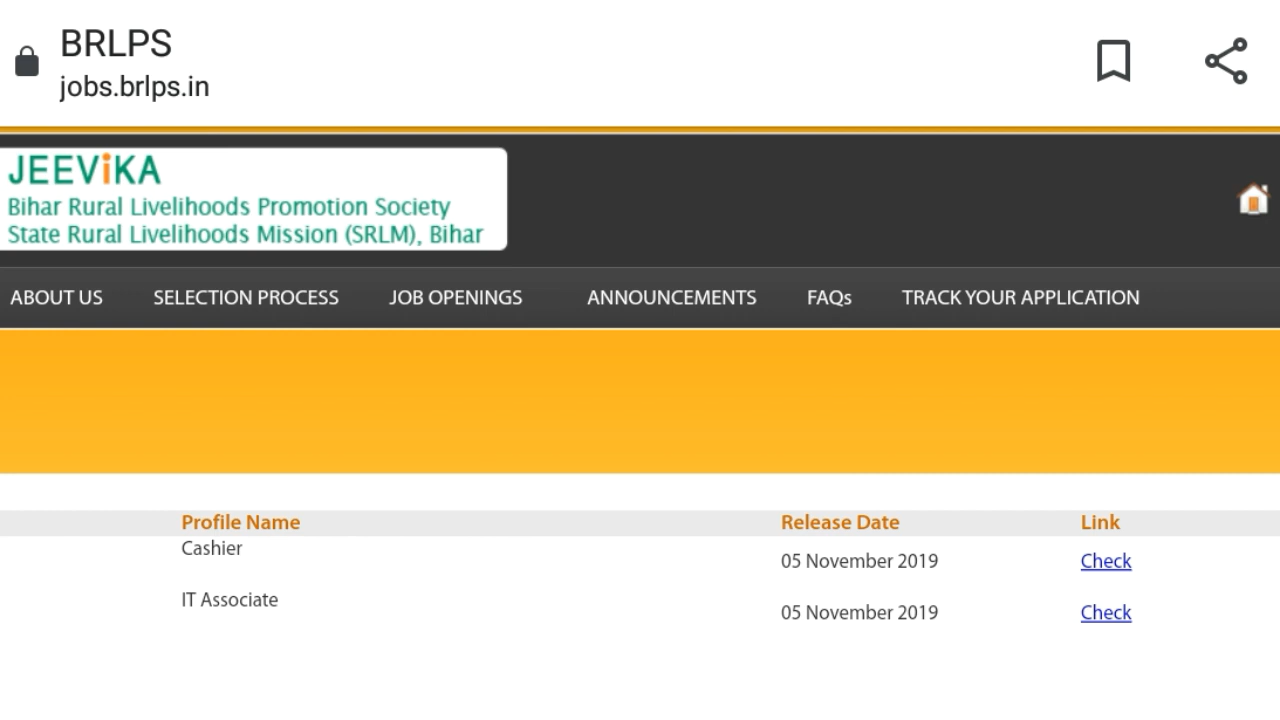 BRLPS
jobs.brlps.in
JEEViKA
Bihar Rural Livelihoods Promotion Society
State Rural Livelihoods Mission (SRLM), Bihar
ABOUT US SELECTION PROCESS JOB OPENINGS ANNOUNCEMENTS FAQs TRACK YOUR APPLICATION
Profile Name Release Date Link
Cashier 05 November 2019 Check
IT Associate 05 November 2019 Check